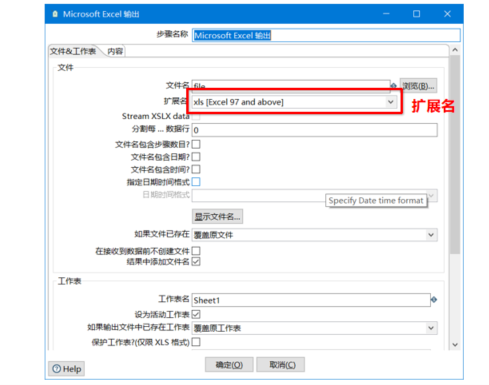 Microsoft Excel 输出
步骤名称 Microsoft Excel 输出
文件&工作表 内容
文件
文件名 file 浏览(B)...
扩展名 xls [Excel 97 and above] 扩展名
Stream XSLX data
分割每 ... 数据行 0
文件名包含步骤数目?
文件名包含日期?
文件名包含时间?
指定日期时间格式
日期时间格式
Specify Date time format
显示文件名...
如果文件已存在 覆盖原文件
在接收到数据前不创建文件
结果中添加文件名
工作表
工作表名 Sheet1
设为活动工作表
如果输出文件中已存在工作表 覆盖原工作表
保护工作表?(仅限 XLS 格式)
Help 确定(O) 取消(C)